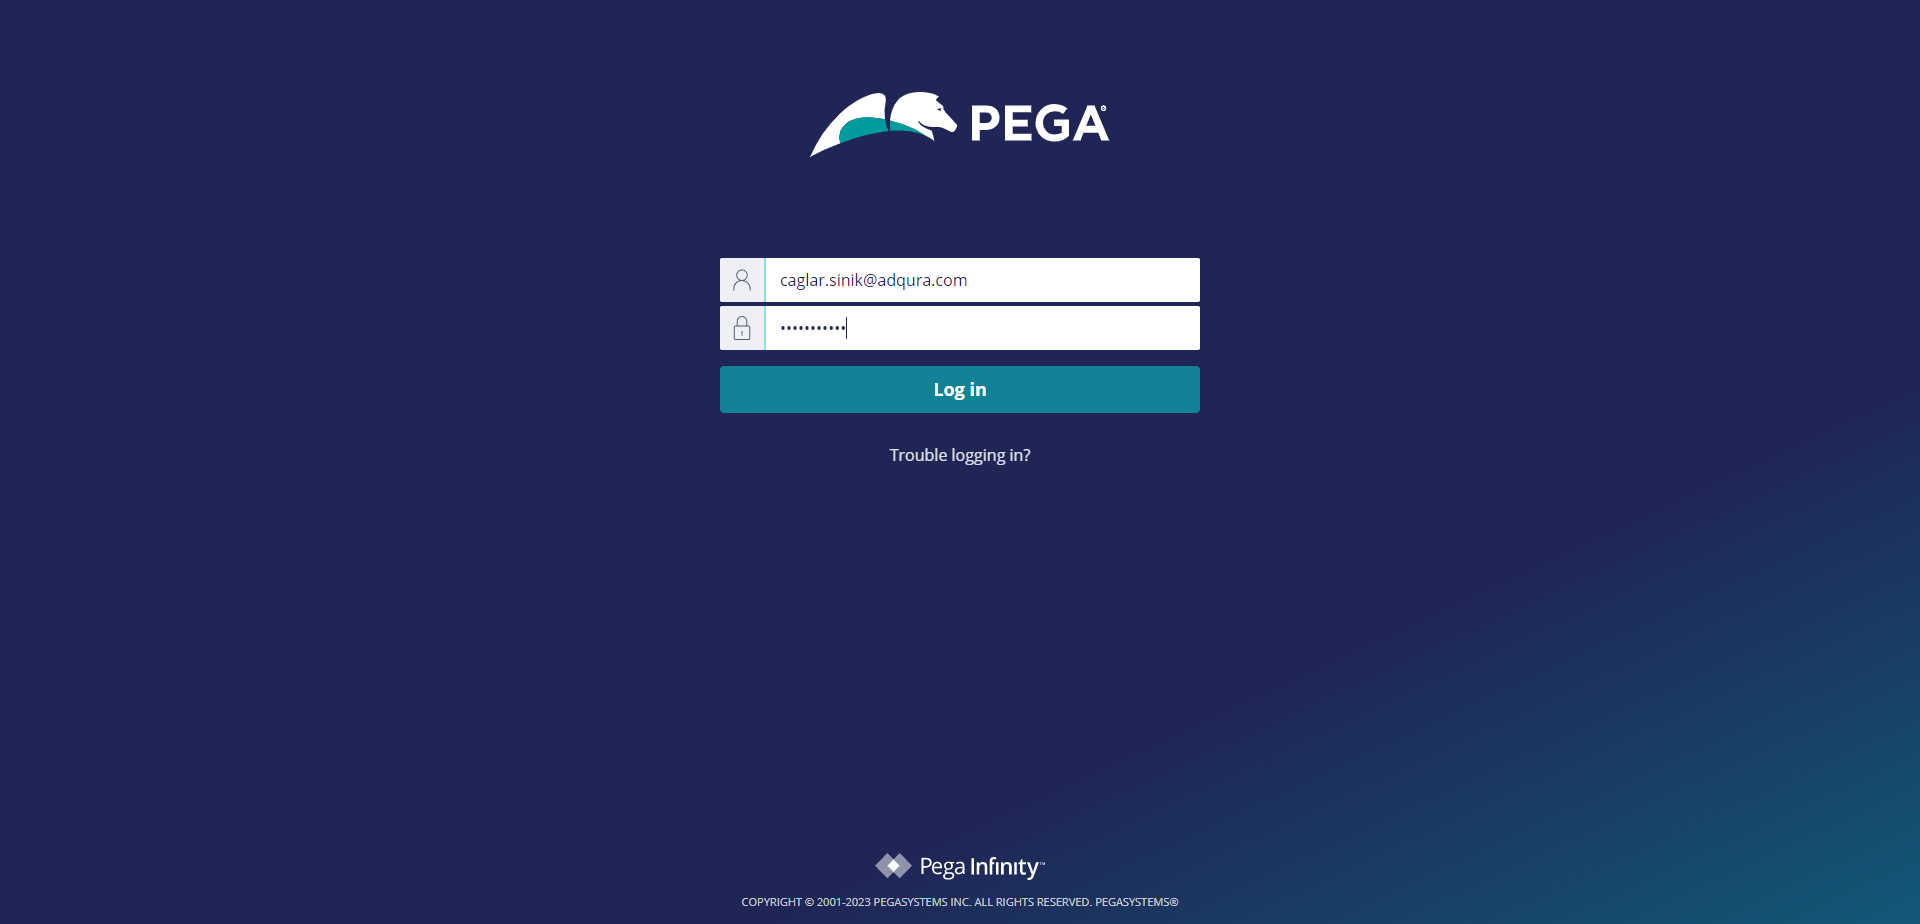 PEGA®
caglar.sinik@adqura.com
•••••••••••
Log in
Trouble logging in?
Pega Infinity™
COPYRIGHT © 2001-2023 PEGASYSTEMS INC. ALL RIGHTS RESERVED. PEGASYSTEMS®